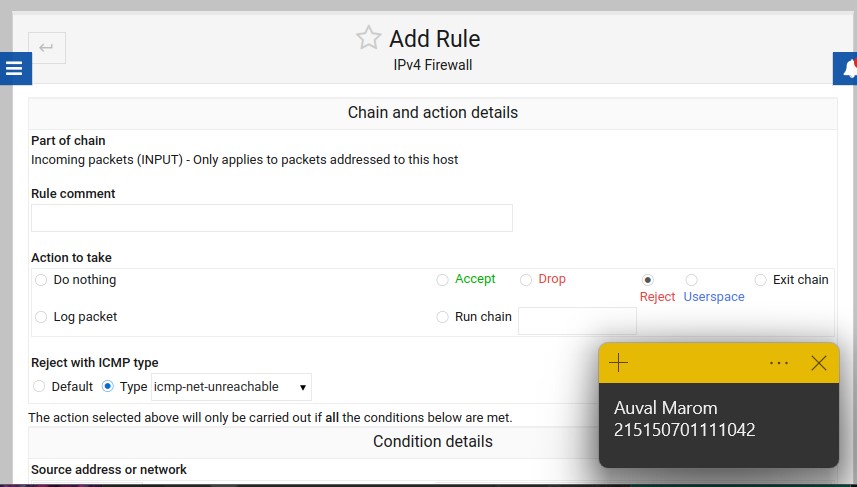 Add Rule
IPv4 Firewall
Chain and action details
Part of chain
Incoming packets (INPUT) - Only applies to packets addressed to this host
Rule comment
Action to take
Do nothing
Accept
Drop
Reject
Userspace
Exit chain
Log packet
Run chain
Reject with ICMP type
Default
Type
icmp-net-unreachable
The action selected above will only be carried out if all the conditions below are met.
Condition details
Source address or network
Auval Marom
215150701111042